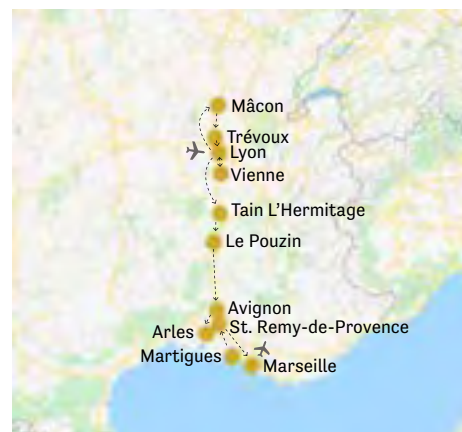 Mâcon
Trévoux
Lyon
Vienne
Tain L'Hermitage
Le Pouzin
Avignon
St. Remy-de-Provence
Arles
Martigues
Marseille